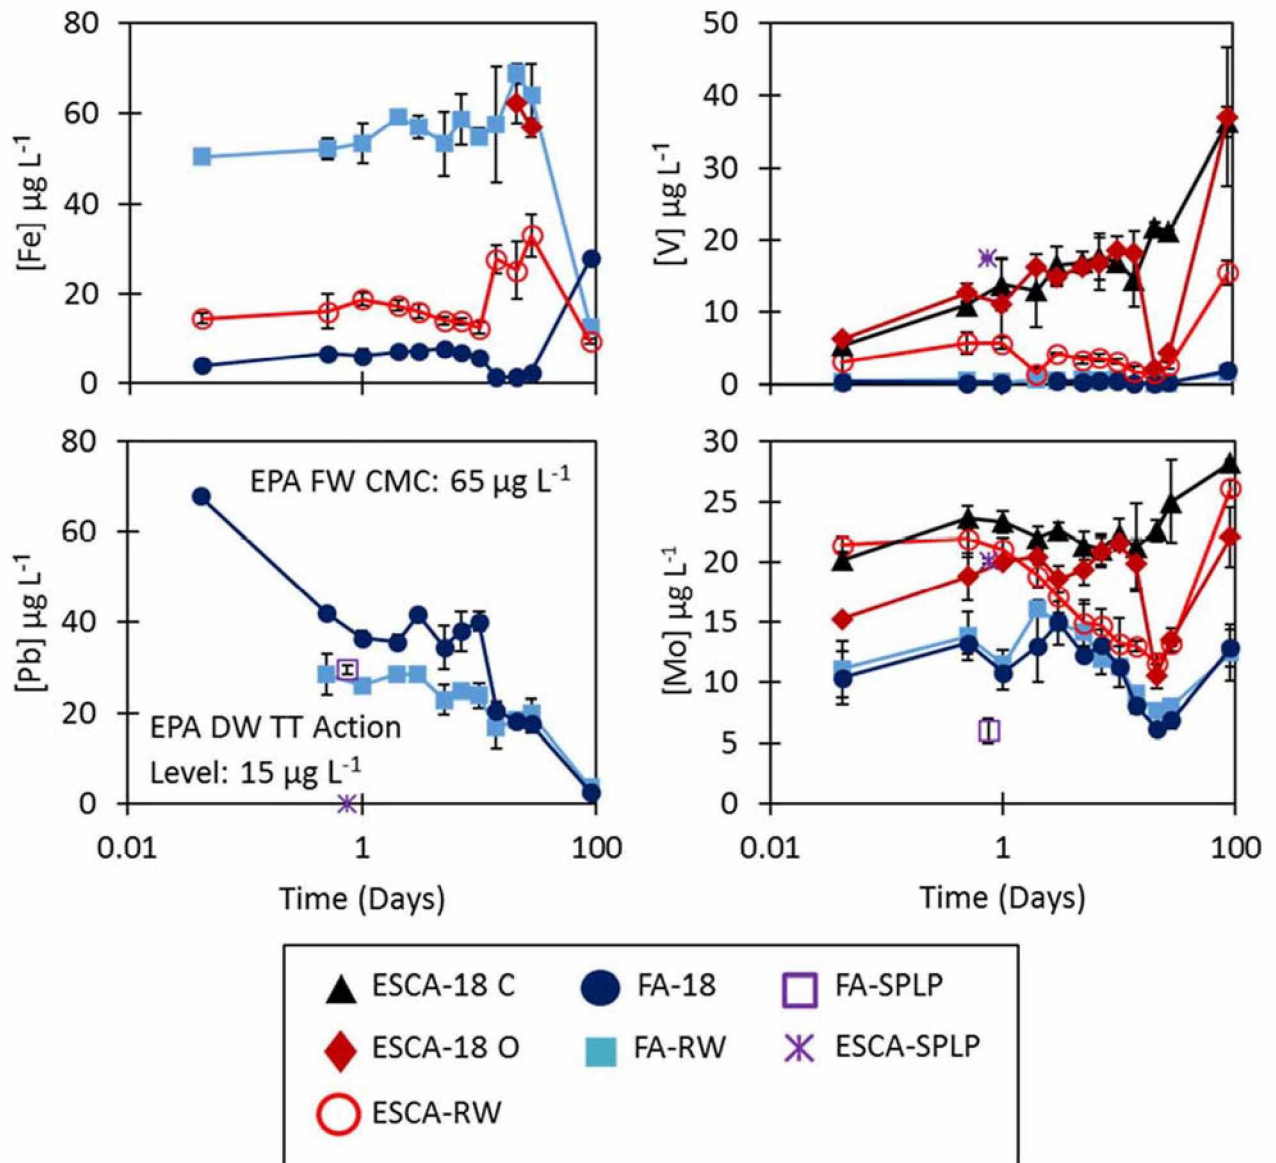 80
60
40
20
0
[Fe] µg L-1
50
40
30
20
10
0
[V] µg L-1
80
60
40
20
0
[Pb] µg L-1
EPA FW CMC: 65 µg L-1
EPA DW TT Action
Level: 15 µg L-1
0.01 1 100
Time (Days)
30
25
20
15
10
5
0
[Mo] µg L-1
0.01 1 100
Time (Days)
ESCA-18 C FA-18 FA-SPLP
ESCA-18 O FA-RW ESCA-SPLP
ESCA-RW